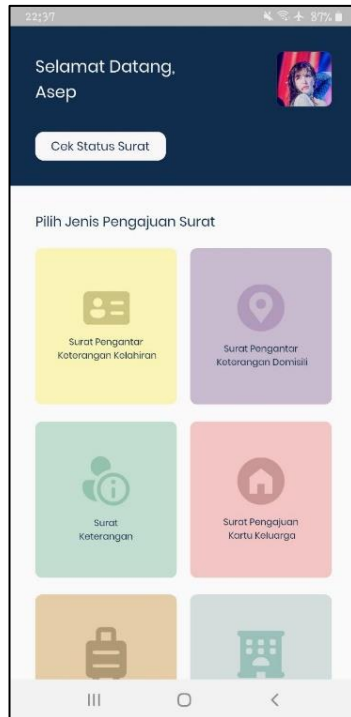 22:37
87%
Selamat Datang,
Asep
Cek Status Surat
Pilih Jenis Pengajuan Surat
Surat Pengantar
Keterangan Kelahiran
Surat Pengantar
Keterangan Domisili
Surat
Keterangan
Surat Pengajuan
Kartu Keluarga